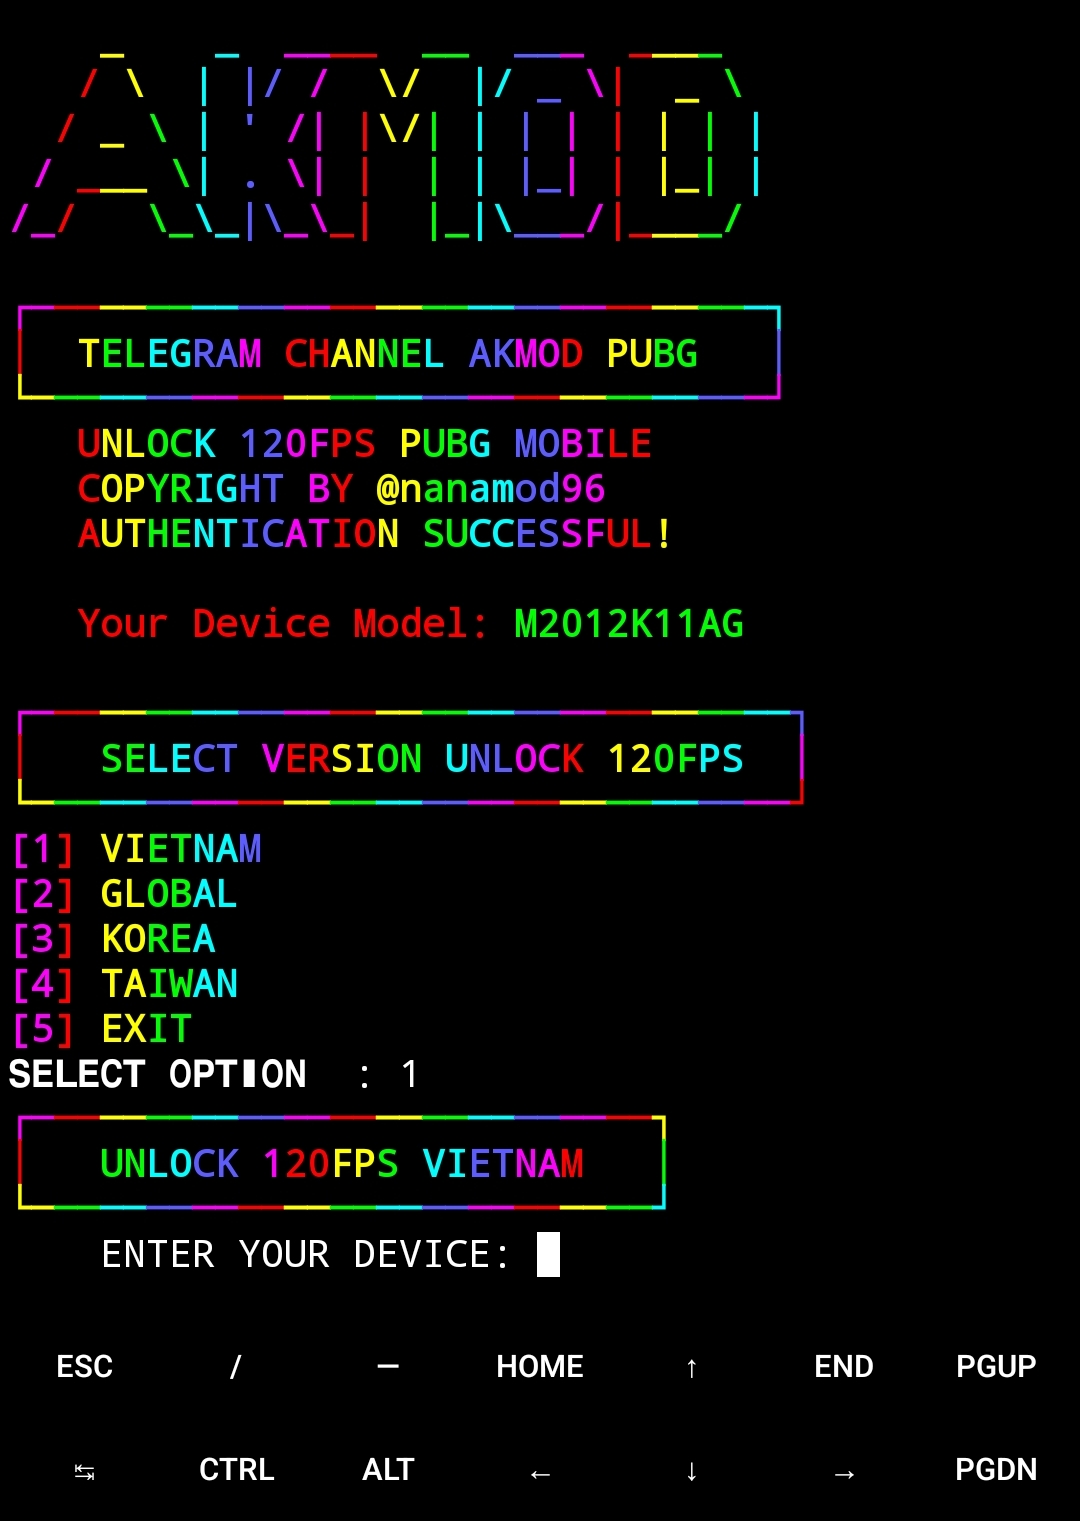 AKMOD
TELEGRAM CHANNEL AKMOD PUBG
UNLOCK 120FPS PUBG MOBILE
COPYRIGHT BY @nanamod96
AUTHENTICATION SUCCESSFUL!
Your Device Model: M2012K11AG
SELECT VERSION UNLOCK 120FPS
[1] VIETNAM
[2] GLOBAL
[3] KOREA
[4] TAIWAN
[5] EXIT
SELECT OPTION : 1
UNLOCK 120FPS VIETNAM
ENTER YOUR DEVICE:
ESC / — HOME ↑ END PGUP
↹ CTRL ALT ← ↓ → PGDN